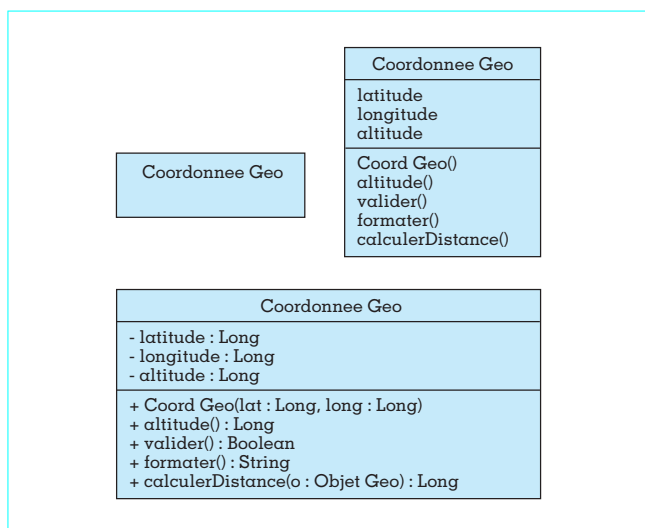 Coordonnee Geo
Coordonnee Geo
latitude
longitude
altitude
Coord Geo()
altitude()
valider()
formater()
calculerDistance()
Coordonnee Geo
- latitude : Long
- longitude : Long
- altitude : Long
+ Coord Geo(lat : Long, long : Long)
+ altitude() : Long
+ valider() : Boolean
+ formater() : String
+ calculerDistance(o : Objet Geo) : Long